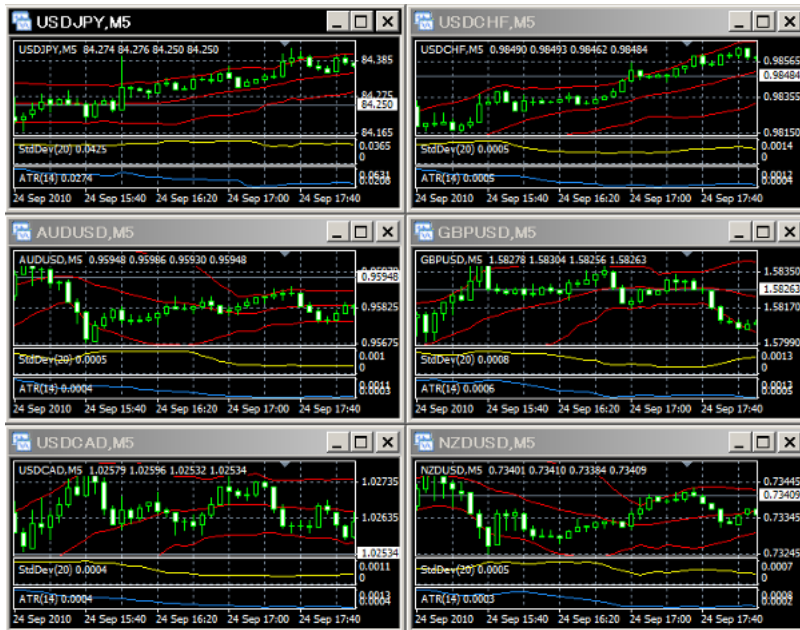 USDJPY,M5
USDJPY,M5 84.274 84.276 84.250 84.250
84.385
84.275
84.250
84.165
StdDev(20) 0.0425
0.0365
0
ATR(14) 0.0274
24 Sep 2010 24 Sep 15:40 24 Sep 16:20 24 Sep 17:00 24 Sep 17:40
USDCHF,M5
USDCHF,M5 0.98490 0.98493 0.98462 0.98484
0.98565
0.98484
0.98355
0.98150
StdDev(20) 0.0005
0.0014
0
ATR(14) 0.0005
24 Sep 2010 24 Sep 15:40 24 Sep 16:20 24 Sep 17:00 24 Sep 17:40
AUDUSD,M5
AUDUSD,M5 0.95948 0.95986 0.95930 0.95948
0.95948
0.95825
0.95675
StdDev(20) 0.0005
0.001
0
ATR(14) 0.0004
24 Sep 2010 24 Sep 15:40 24 Sep 16:20 24 Sep 17:00 24 Sep 17:40
GBPUSD,M5
GBPUSD,M5 1.58278 1.58304 1.58256 1.58263
1.58350
1.58263
1.58170
1.57990
StdDev(20) 0.0008
0.0013
0
ATR(14) 0.0006
24 Sep 2010 24 Sep 15:40 24 Sep 16:20 24 Sep 17:00 24 Sep 17:40
USDCAD,M5
USDCAD,M5 1.02579 1.02596 1.02532 1.02534
1.02735
1.02635
1.02534
StdDev(20) 0.0004
0.0011
0
ATR(14) 0.0004
24 Sep 2010 24 Sep 15:40 24 Sep 16:20 24 Sep 17:00 24 Sep 17:40
NZDUSD,M5
NZDUSD,M5 0.73401 0.73410 0.73384 0.73409
0.73445
0.73409
0.73345
0.73245
StdDev(20) 0.0005
0.0007
0
ATR(14) 0.0003
24 Sep 2010 24 Sep 15:40 24 Sep 16:20 24 Sep 17:00 24 Sep 17:40